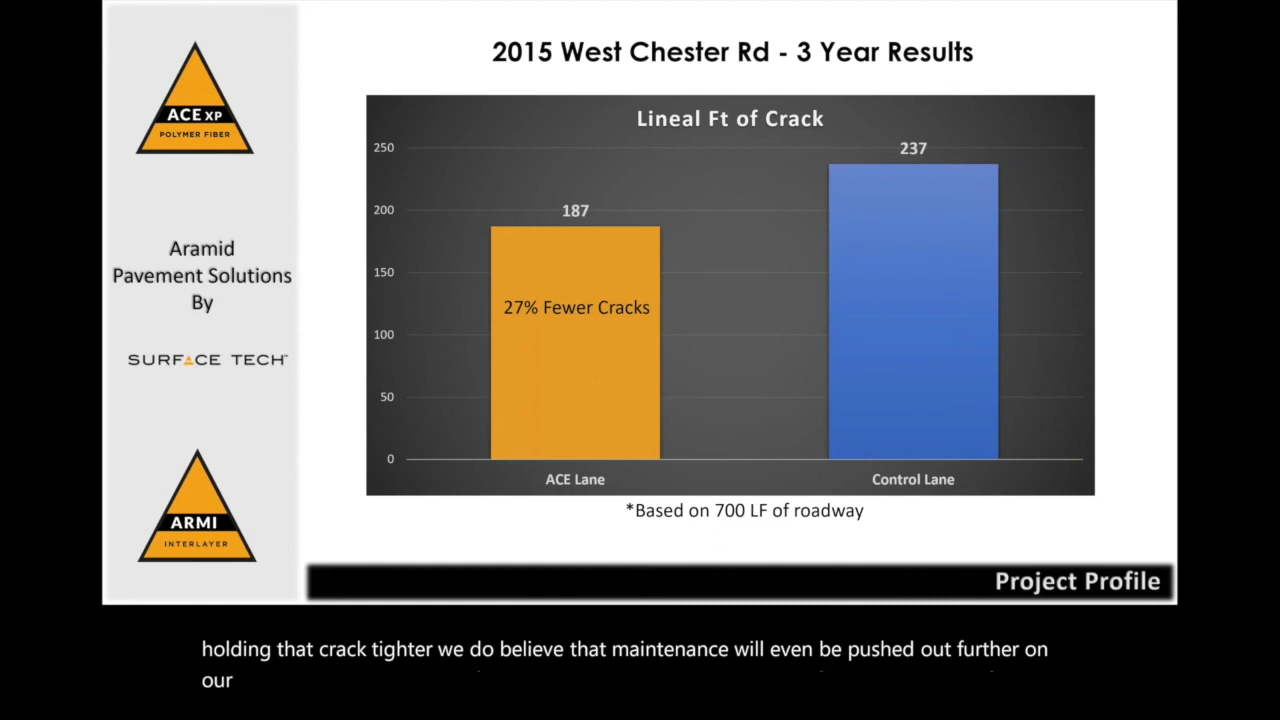 ACE XP
POLYMER FIBER
Aramid
Pavement Solutions
By
SURFACE TECH
ARMI
INTERLAYER
2015 West Chester Rd - 3 Year Results
Lineal Ft of Crack
250
200
150
100
50
0
187
237
27% Fewer Cracks
ACE Lane
Control Lane
*Based on 700 LF of roadway
Project Profile
holding that crack tighter we do believe that maintenance will even be pushed out further on
our